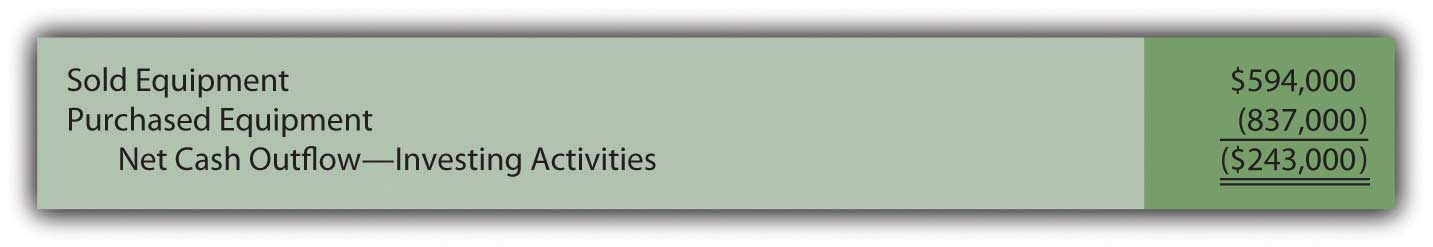 Sold Equipment $594,000
Purchased Equipment (837,000)
Net Cash Outflow—Investing Activities ($243,000)